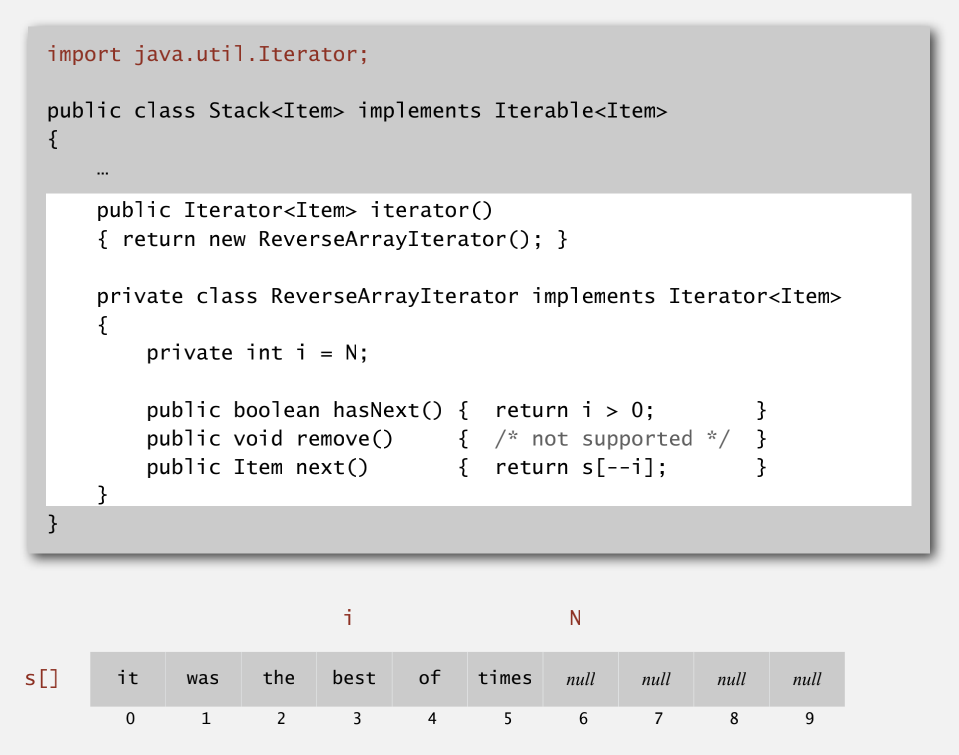 import java.util.Iterator;
public class Stack<Item> implements Iterable<Item>
{
…
public Iterator<Item> iterator()
{ return new ReverseArrayIterator(); }
private class ReverseArrayIterator implements Iterator<Item>
{
private int i = N;
public boolean hasNext() { return i > 0; }
public void remove() { /* not supported */ }
public Item next() { return s[--i]; }
}
}
i N
s[] it was the best of times null null null null
0 1 2 3 4 5 6 7 8 9